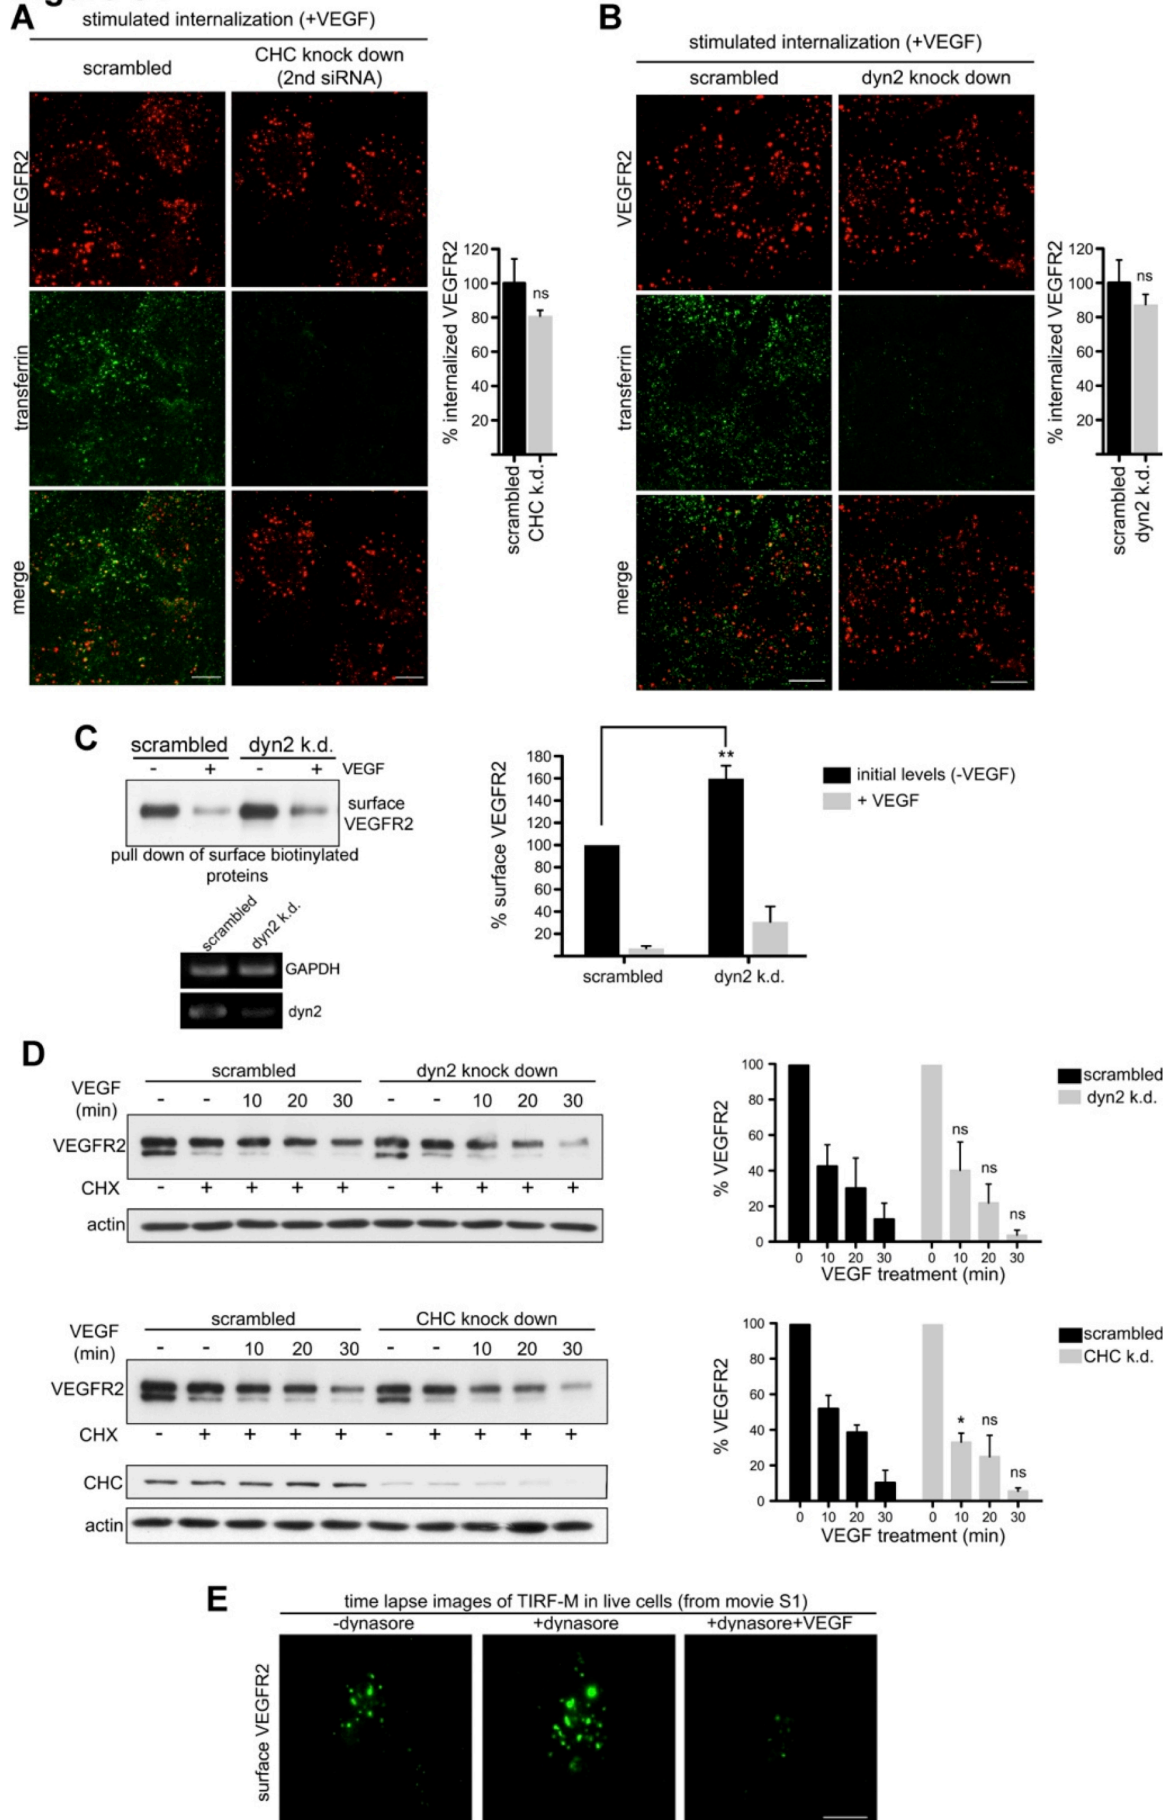 A
stimulated internalization (+VEGF)
scrambled
CHC knock down
(2nd siRNA)
VEGFR2
transferrin
merge
% internalized VEGFR2
120
100
80
60
40
20
ns
scrambled
CHC k.d.
B
stimulated internalization (+VEGF)
scrambled
dyn2 knock down
VEGFR2
transferrin
merge
% internalized VEGFR2
120
100
80
60
40
20
ns
scrambled
dyn2 k.d.
C
scrambled dyn2 k.d.
- + - + VEGF
surface
VEGFR2
pull down of surface biotinylated
proteins
scrambled
dyn2 k.d.
GAPDH
dyn2
% surface VEGFR2
180
160
140
120
100
80
60
40
20
**
scrambled dyn2 k.d.
initial levels (-VEGF)
+ VEGF
D
scrambled dyn2 knock down
VEGF
(min)
- - 10 20 30 - - 10 20 30
VEGFR2
CHX - + + + + - + + + +
actin
% VEGFR2
100
80
60
40
20
0
ns
ns
ns
0 10 20 30 0 10 20 30
VEGF treatment (min)
scrambled
dyn2 k.d.
scrambled CHC knock down
VEGF
(min)
- - 10 20 30 - - 10 20 30
VEGFR2
CHX - + + + + - + + + +
CHC
actin
% VEGFR2
100
80
60
40
20
0
*
ns
ns
0 10 20 30 0 10 20 30
VEGF treatment (min)
scrambled
CHC k.d.
E
time lapse images of TIRF-M in live cells (from movie S1)
-dynasore +dynasore +dynasore+VEGF
surface VEGFR2